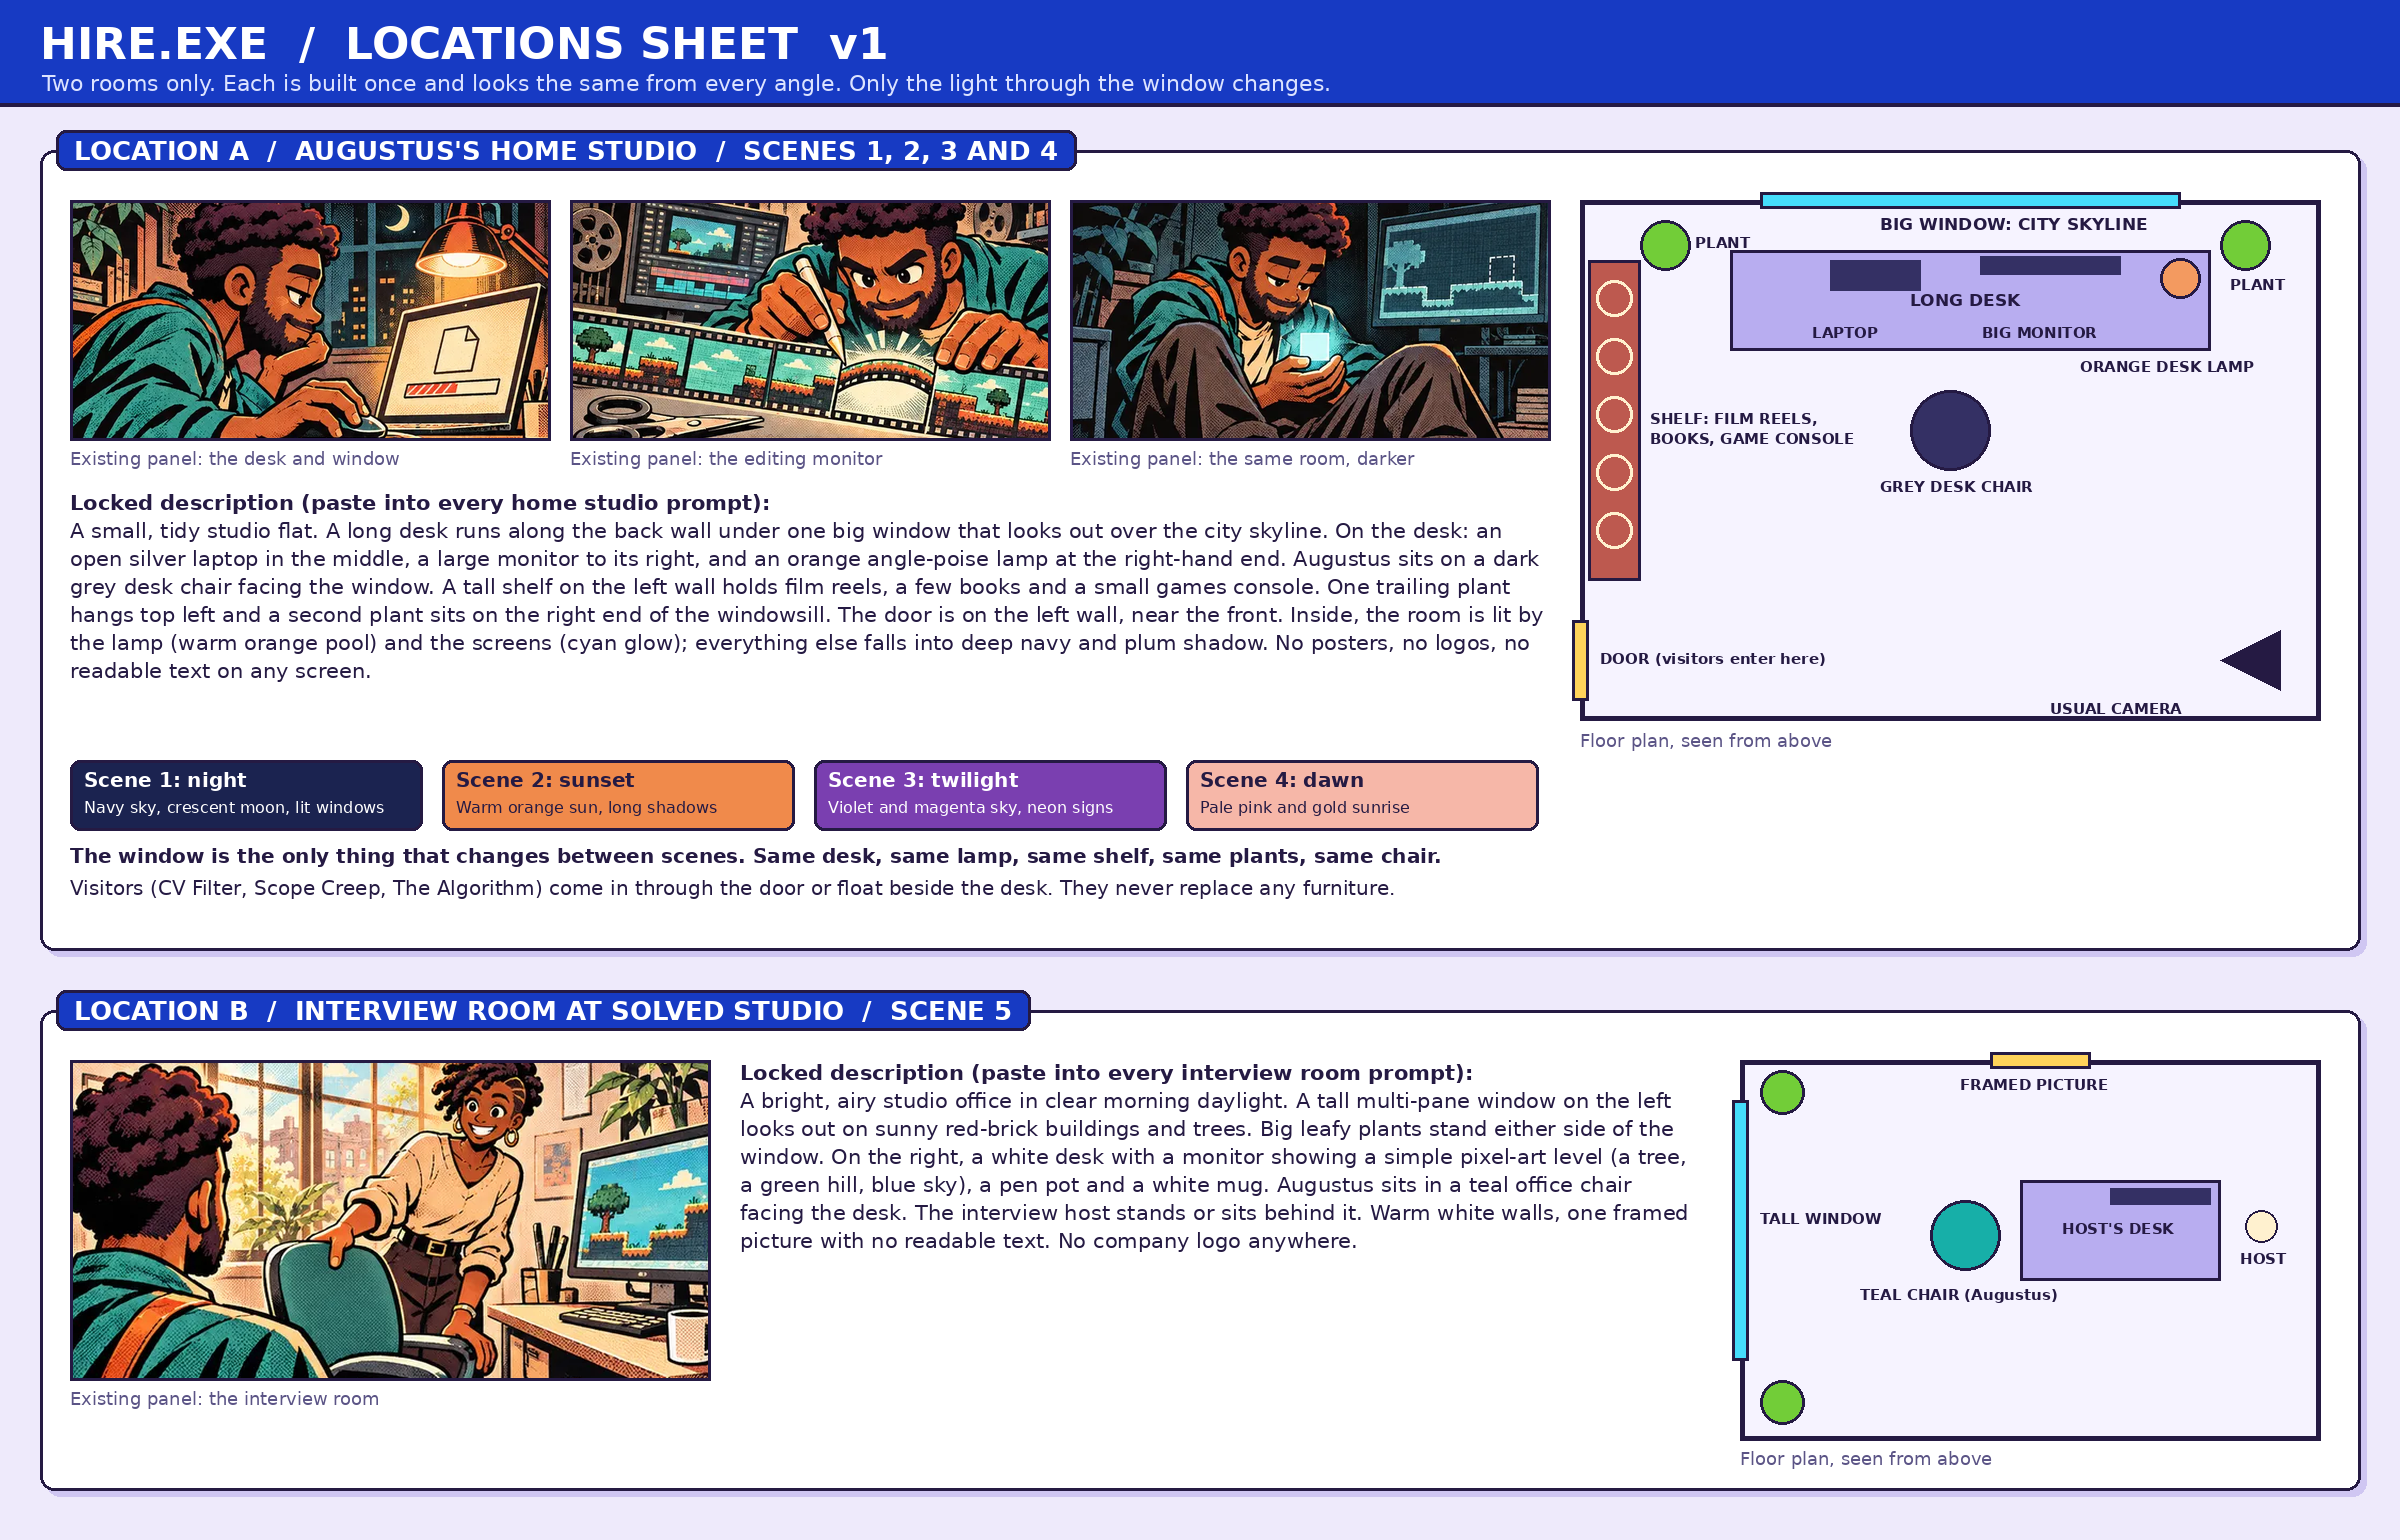 HIRE.EXE / LOCATIONS SHEET v1
Two rooms only. Each is built once and looks the same from every angle. Only the light through the window changes.
LOCATION A / AUGUSTUS'S HOME STUDIO / SCENES 1, 2, 3 AND 4
Existing panel: the desk and window
Existing panel: the editing monitor
Existing panel: the same room, darker
Locked description (paste into every home studio prompt):
A small, tidy studio flat. A long desk runs along the back wall under one big window that looks out over the city skyline. On the desk: an
open silver laptop in the middle, a large monitor to its right, and an orange angle-poise lamp at the right-hand end. Augustus sits on a dark
grey desk chair facing the window. A tall shelf on the left wall holds film reels, a few books and a small games console. One trailing plant
hangs top left and a second plant sits on the right end of the windowsill. The door is on the left wall, near the front. Inside, the room is lit by
the lamp (warm orange pool) and the screens (cyan glow); everything else falls into deep navy and plum shadow. No posters, no logos, no
readable text on any screen.
Scene 1: night
Navy sky, crescent moon, lit windows
Scene 2: sunset
Warm orange sun, long shadows
Scene 3: twilight
Violet and magenta sky, neon signs
Scene 4: dawn
Pale pink and gold sunrise
The window is the only thing that changes between scenes. Same desk, same lamp, same shelf, same plants, same chair.
Visitors (CV Filter, Scope Creep, The Algorithm) come in through the door or float beside the desk. They never replace any furniture.
BIG WINDOW: CITY SKYLINE
PLANT
PLANT
LONG DESK
LAPTOP
BIG MONITOR
ORANGE DESK LAMP
SHELF: FILM REELS,
BOOKS, GAME CONSOLE
GREY DESK CHAIR
DOOR (visitors enter here)
USUAL CAMERA
Floor plan, seen from above
LOCATION B / INTERVIEW ROOM AT SOLVED STUDIO / SCENE 5
Existing panel: the interview room
Locked description (paste into every interview room prompt):
A bright, airy studio office in clear morning daylight. A tall multi-pane window on the left
looks out on sunny red-brick buildings and trees. Big leafy plants stand either side of the
window. On the right, a white desk with a monitor showing a simple pixel-art level (a tree,
a green hill, blue sky), a pen pot and a white mug. Augustus sits in a teal office chair
facing the desk. The interview host stands or sits behind it. Warm white walls, one framed
picture with no readable text. No company logo anywhere.
FRAMED PICTURE
TALL WINDOW
HOST'S DESK
HOST
TEAL CHAIR (Augustus)
Floor plan, seen from above